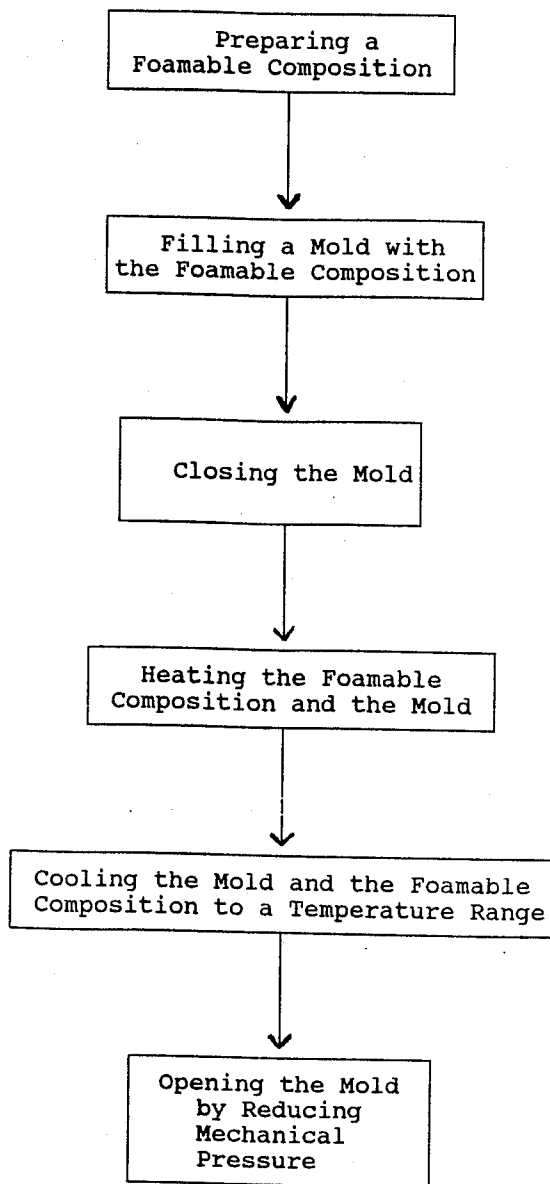 Preparing a
Foamable Composition
Filling a Mold with
the Foamable Composition
Closing the Mold
Heating the Foamable
Composition and the Mold
Cooling the Mold and the Foamable
Composition to a Temperature Range
Opening the Mold
by Reducing
Mechanical
Pressure